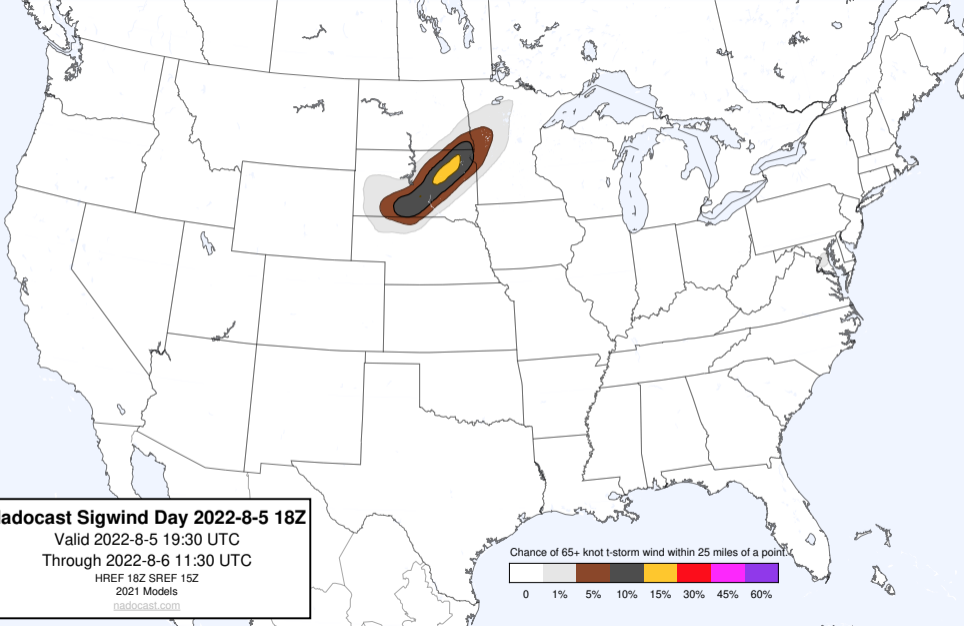 adocast Sigwind Day 2022-8-5 18Z
Valid 2022-8-5 19:30 UTC
Through 2022-8-6 11:30 UTC
HREF 18Z SREF 15Z
2021 Models
nadocast.com
Chance of 65+ knot t-storm wind within 25 miles of a point.
0 1% 5% 10% 15% 30% 45% 60%